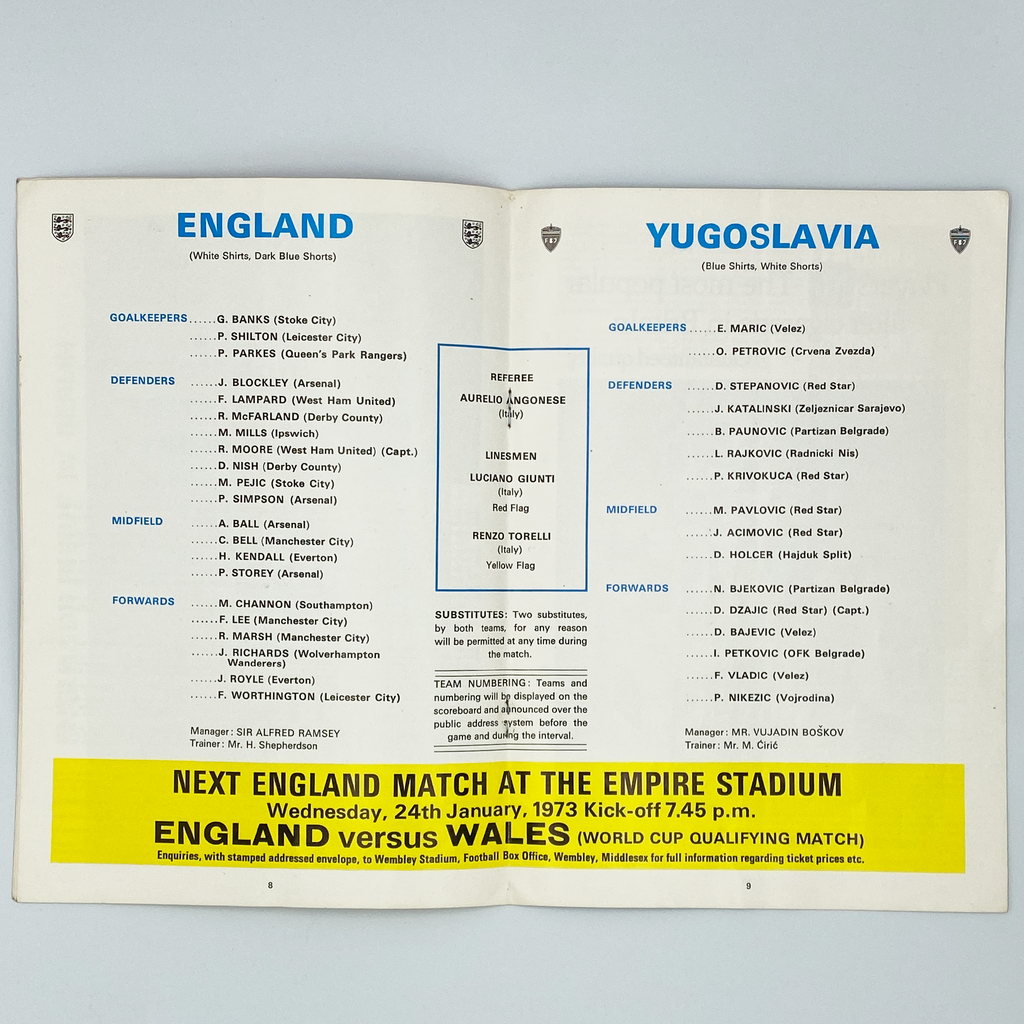 ENGLAND
(White Shirts, Dark Blue Shorts)
GOALKEEPERS......G. BANKS (Stoke City)
......P. SHILTON (Leicester City)
......P. PARKES (Queen's Park Rangers)
DEFENDERS ......J. BLOCKLEY (Arsenal)
......F. LAMPARD (West Ham United)
......R. McFARLAND (Derby County)
......M. MILLS (Ipswich)
......R. MOORE (West Ham United) (Capt.)
......D. NISH (Derby County)
......M. PEJIC (Stoke City)
......P. SIMPSON (Arsenal)
MIDFIELD ......A. BALL (Arsenal)
......C. BELL (Manchester City)
......H. KENDALL (Everton)
......P. STOREY (Arsenal)
FORWARDS ......M. CHANNON (Southampton)
......F. LEE (Manchester City)
......R. MARSH (Manchester City)
......J. RICHARDS (Wolverhampton
Wanderers)
......J. ROYLE (Everton)
......F. WORTHINGTON (Leicester City)
Manager: SIR ALFRED RAMSEY
Trainer: Mr. H. Shepherdson
REFEREE
AURELIO ANGONESE
(Italy)
LINESMEN
LUCIANO GIUNTI
(Italy)
Red Flag
RENZO TORELLI
(Italy)
Yellow Flag
SUBSTITUTES: Two substitutes,
by both teams, for any reason
will be permitted at any time during
the match.
TEAM NUMBERING: Teams and
numbering will be displayed on the
scoreboard and announced over the
public address system before the
game and during the interval.
YUGOSLAVIA
(Blue Shirts, White Shorts)
GOALKEEPERS ......E. MARIC (Velez)
......O. PETROVIC (Crvena Zvezda)
DEFENDERS ......D. STEPANOVIC (Red Star)
......J. KATALINSKI (Zeljeznicar Sarajevo)
......B. PAUNOVIC (Partizan Belgrade)
......L. RAJKOVIC (Radnicki Nis)
......P. KRIVOKUCA (Red Star)
MIDFIELD ......M. PAVLOVIC (Red Star)
......J. ACIMOVIC (Red Star)
......D. HOLCER (Hajduk Split)
FORWARDS ......N. BJEKOVIC (Partizan Belgrade)
......D. DZAJIC (Red Star) (Capt.)
......D. BAJEVIC (Velez)
......I. PETKOVIC (OFK Belgrade)
......F. VLADIC (Velez)
......P. NIKEZIC (Vojrodina)
Manager: MR. VUJADIN BOŠKOV
Trainer: Mr. M. Ćirić
NEXT ENGLAND MATCH AT THE EMPIRE STADIUM
Wednesday, 24th January, 1973 Kick-off 7.45 p.m.
ENGLAND versus WALES (WORLD CUP QUALIFYING MATCH)
Enquiries, with stamped addressed envelope, to Wembley Stadium, Football Box Office, Wembley, Middlesex for full information regarding ticket prices etc.
8
9